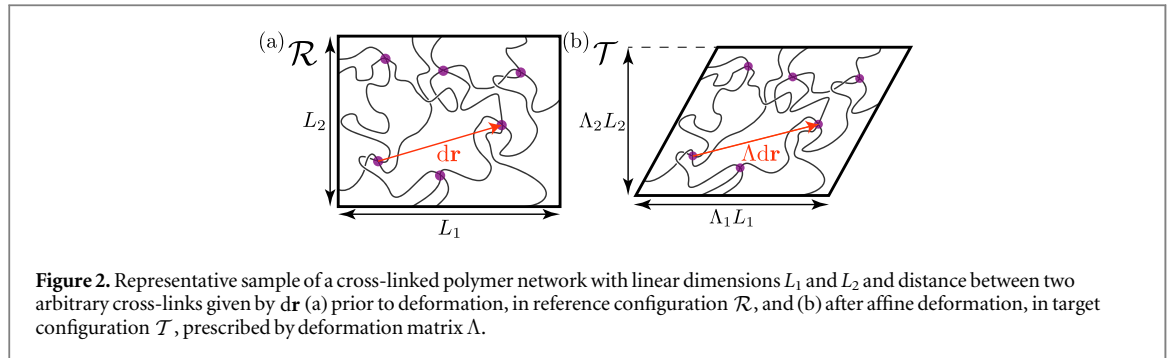 (a) ℛ
L₂
dr
L₁
(b) 𝒯
Λ₂L₂
Λdr
Λ₁L₁
Figure 2. Representative sample of a cross-linked polymer network with linear dimensions L₁ and L₂ and distance between two
arbitrary cross-links given by dr (a) prior to deformation, in reference configuration ℛ, and (b) after affine deformation, in target
configuration 𝒯, prescribed by deformation matrix Λ.